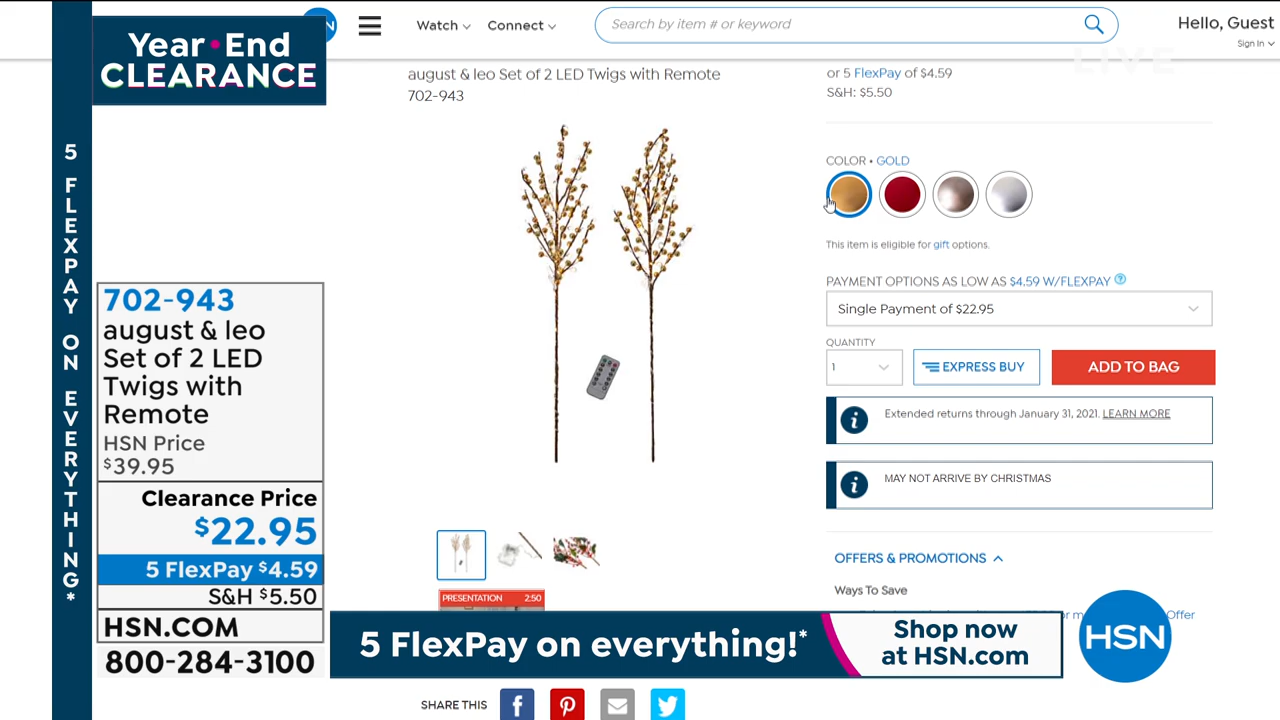 Year • End
CLEARANCE
5 FLEXPAY ON EVERYTHING*
702-943
august & leo
Set of 2 LED
Twigs with
Remote
HSN Price
$39.95
Clearance Price
$22.95
5 FlexPay $4.59
S&H $5.50
HSN.COM
800-284-3100
Watch
Connect
Search by item # or keyword
Hello, Guest
Sign In
LIVE
august & leo Set of 2 LED Twigs with Remote
702-943
or 5 FlexPay of $4.59
S&H: $5.50
COLOR • GOLD
This item is eligible for gift options.
PAYMENT OPTIONS AS LOW AS $4.59 W/FLEXPAY ?
Single Payment of $22.95
QUANTITY
1
EXPRESS BUY
ADD TO BAG
Extended returns through January 31, 2021. LEARN MORE
MAY NOT ARRIVE BY CHRISTMAS
OFFERS & PROMOTIONS
Ways To Save
Offer
PRESENTATION 2:50
5 FlexPay on everything!*
Shop now
at HSN.com
HSN
SHARE THIS